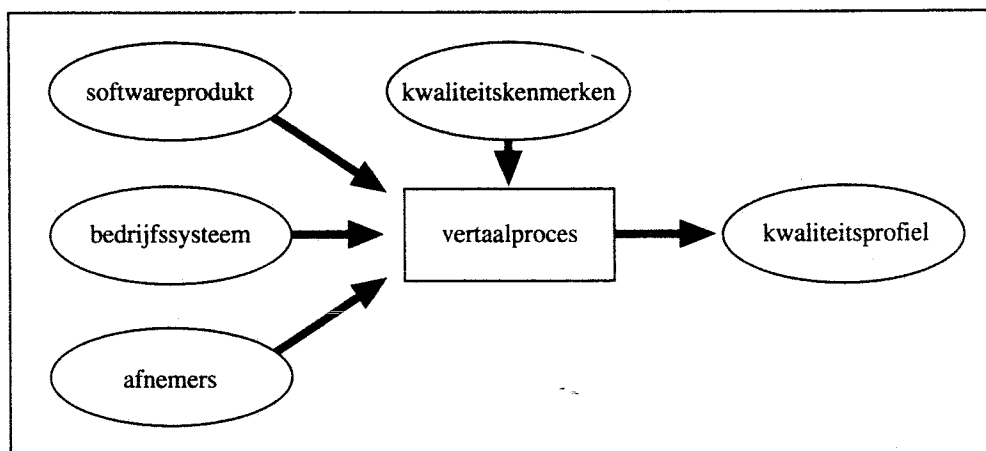 softwareprodukt
kwaliteitskenmerken
bedrijfssysteem
vertaalproces
kwaliteitsprofiel
afnemers